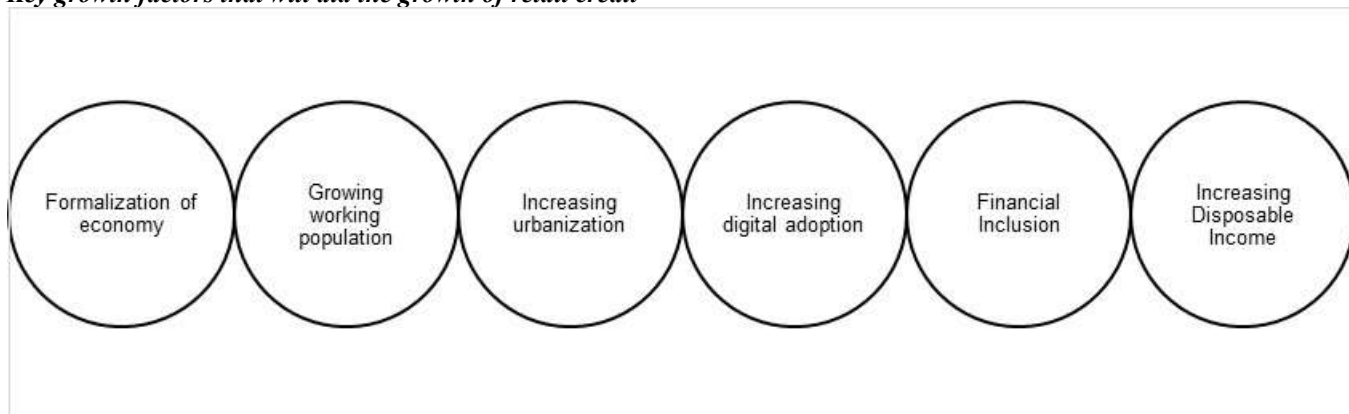 Key growth factors that will aid the growth of retail credit
Formalization of
economy
Growing
working
population
Increasing
urbanization
Increasing
digital adoption
Financial
Inclusion
Increasing
Disposable
Income